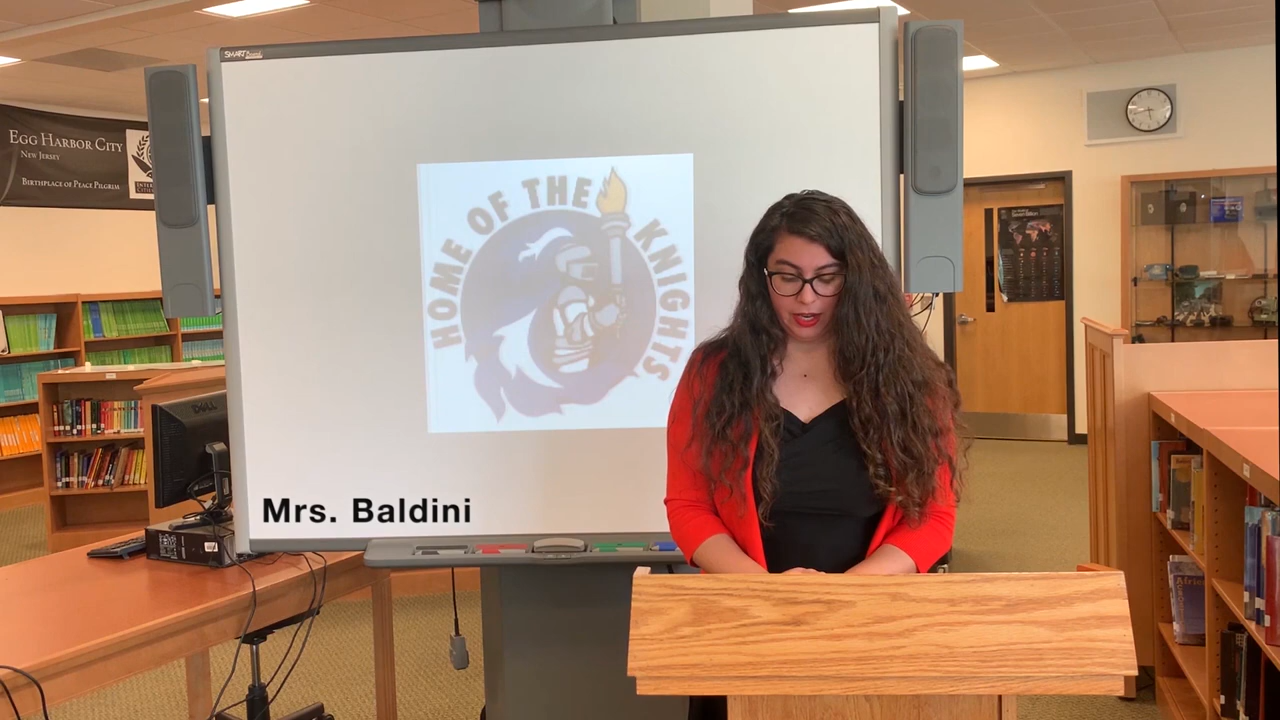 SMART Board
EGG HARBOR CITY
NEW JERSEY
BIRTHPLACE OF PEACE PILGRIM
HOME OF THE KNIGHTS
DELL
Mrs. Baldini